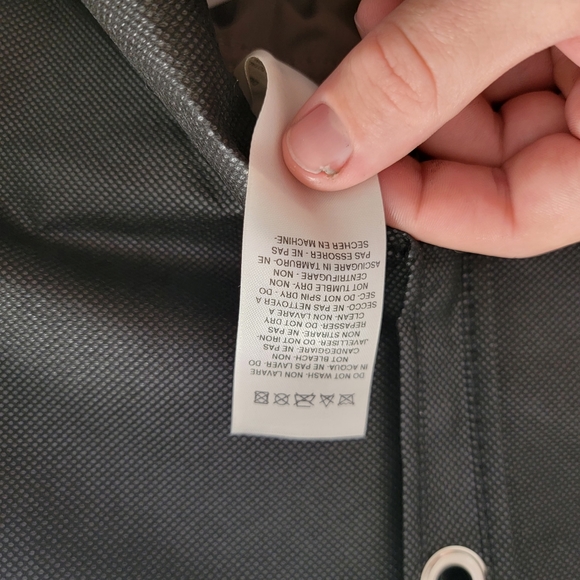 DO NOT WASH- NON LAVARE
IN ACQUA- NE PAS LAVER- DO
NOT BLEACH- NON
CANDEGGIARE- NE PAS
JAVELLISER- DO NOT IRON-
NON STIRARE- NE PAS
REPASSER- DO NOT DRY
CLEAN- NON LAVARE A
SECCO- NE PAS NETTOYER A
SEC- DO NOT SPIN DRY - DO
NOT TUMBLE DRY- NON
CENTRIFUGARE- NON
ASCIUGARE IN TAMBURO- NE
PAS ESSORER - NE PAS
SECHER EN MACHINE-